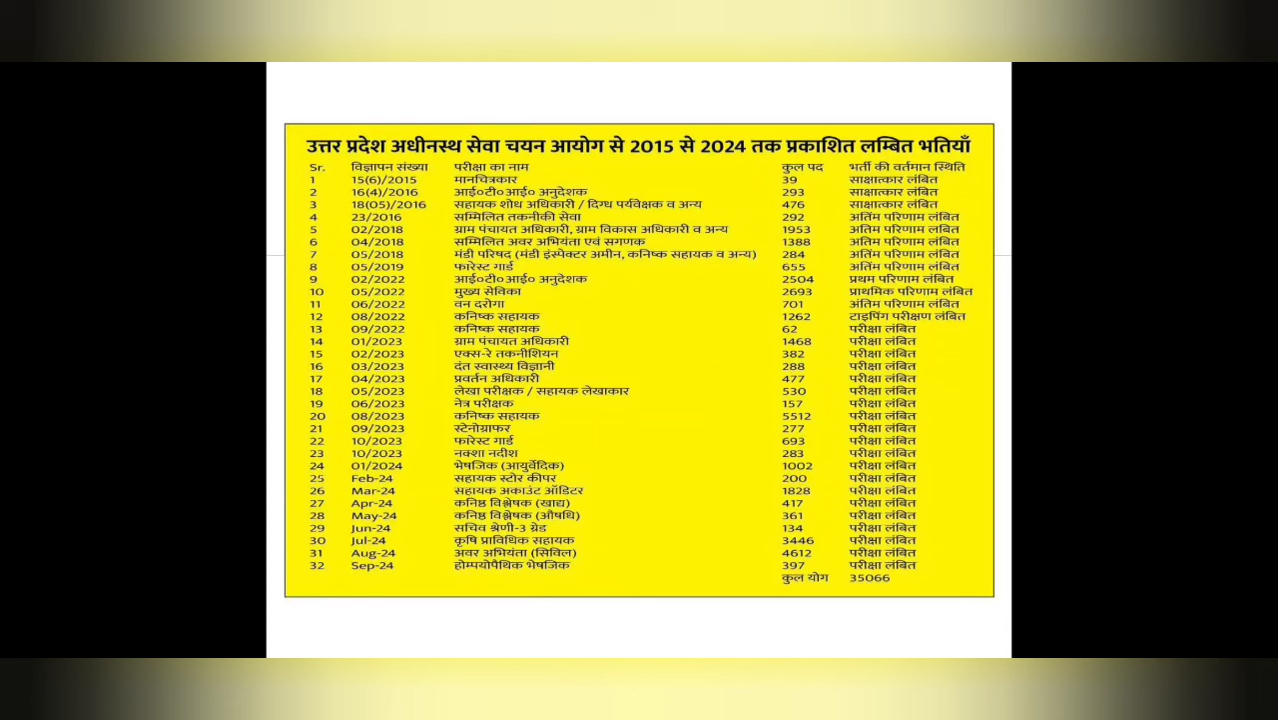 उत्तर प्रदेश अधीनस्थ सेवा चयन आयोग से 2015 से 2024 तक प्रकाशित लम्बित भतियाँ
Sr. विज्ञापन संख्या परीक्षा का नाम कुल पद भर्ती की वर्तमान स्थिति
1 15(6)/2015 मानचित्रकार 39 साक्षात्कार लंबित
2 16(4)/2016 आई०टी०आई० अनुदेशक 293 साक्षात्कार लंबित
3 18(05)/2016 सहायक शोध अधिकारी / दिग्ध पर्यवेक्षक व अन्य 476 साक्षात्कार लंबित
4 23/2016 सम्मिलित तकनीकी सेवा 292 अतिंम परिणाम लंबित
5 02/2018 ग्राम पंचायत अधिकारी, ग्राम विकास अधिकारी व अन्य 1953 अतिंम परिणाम लंबित
6 04/2018 सम्मिलित अवर अभियंता एवं सगणक 1388 अतिंम परिणाम लंबित
7 05/2018 मंडी परिषद (मंडी इंस्पेक्टर अमीन, कनिष्क सहायक व अन्य) 284 अतिंम परिणाम लंबित
8 05/2019 फारेस्ट गार्ड 655 अतिंम परिणाम लंबित
9 02/2022 आई०टी०आई० अनुदेशक 2504 प्रथम परिणाम लंबित
10 05/2022 मुख्य सेविका 2693 प्राथमिक परिणाम लंबित
11 06/2022 वन दरोगा 701 अंतिम परिणाम लंबित
12 08/2022 कनिष्क सहायक 1262 टाइपिंग परीक्षण लंबित
13 09/2022 कनिष्क सहायक 62 परीक्षा लंबित
14 01/2023 ग्राम पंचायत अधिकारी 1468 परीक्षा लंबित
15 02/2023 एक्स-रे तकनीशियन 382 परीक्षा लंबित
16 03/2023 दंत स्वास्थ्य विज्ञानी 288 परीक्षा लंबित
17 04/2023 प्रवर्तन अधिकारी 477 परीक्षा लंबित
18 05/2023 लेखा परीक्षक / सहायक लेखाकार 530 परीक्षा लंबित
19 06/2023 नेत्र परीक्षक 157 परीक्षा लंबित
20 08/2023 कनिष्क सहायक 5512 परीक्षा लंबित
21 09/2023 स्टेनोग्राफर 277 परीक्षा लंबित
22 10/2023 फारेस्ट गार्ड 693 परीक्षा लंबित
23 10/2023 नक्शा नदीश 283 परीक्षा लंबित
24 01/2024 भेषजिक (आयुर्वेदिक) 1002 परीक्षा लंबित
25 Feb-24 सहायक स्टोर कीपर 200 परीक्षा लंबित
26 Mar-24 सहायक अकाउंट ऑडिटर 1828 परीक्षा लंबित
27 Apr-24 कनिष्ठ विश्लेषक (खाद्य) 417 परीक्षा लंबित
28 May-24 कनिष्ठ विश्लेषक (औषधि) 361 परीक्षा लंबित
29 Jun-24 सचिव श्रेणी-3 ग्रेड 134 परीक्षा लंबित
30 Jul-24 कृषि प्राविधिक सहायक 3446 परीक्षा लंबित
31 Aug-24 अवर अभियंता (सिविल) 4612 परीक्षा लंबित
32 Sep-24 होम्पयोपैथिक भेषजिक 397 परीक्षा लंबित
कुल योग 35066